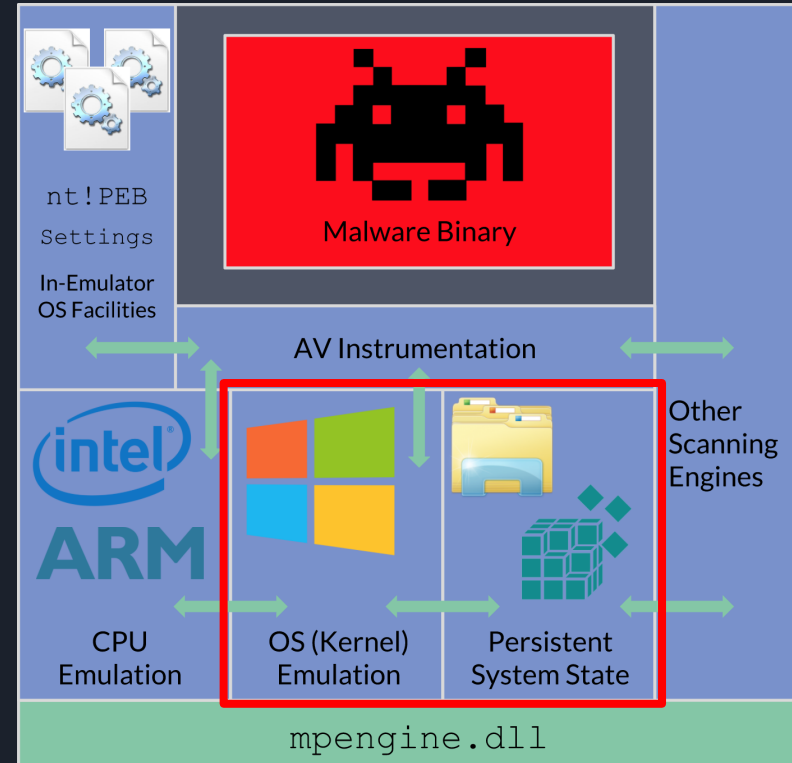 nt!PEB
Settings
In-Emulator
OS Facilities
Malware Binary
AV Instrumentation
intel®
ARM
Other
Scanning
Engines
CPU
Emulation
OS (Kernel)
Emulation
Persistent
System State
mpengine.dll